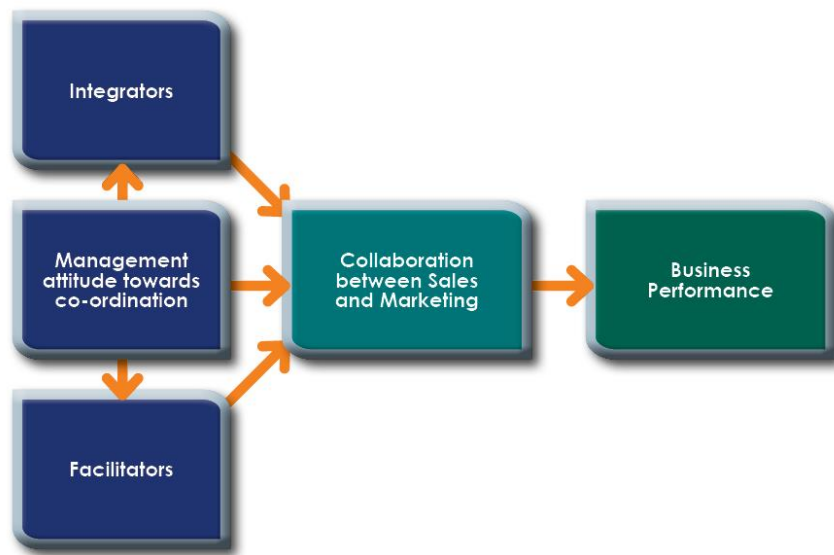 Integrators
Management
attitude towards
co-ordination
Collaboration
between Sales
and Marketing
Business
Performance
Facilitators